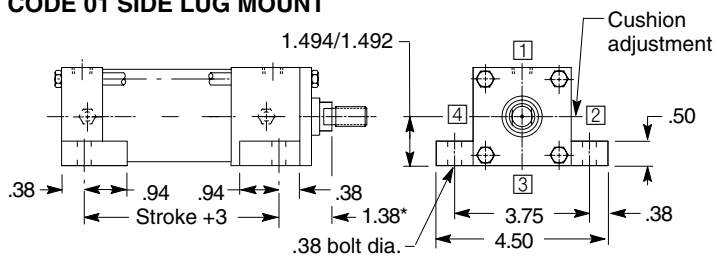 CODE 01 SIDE LUG MOUNT
Cushion
adjustment
1.494/1.492
1
4
2
.50
3
.38
.94
.94
.38
Stroke +3
1.38*
3.75
.38
.38 bolt dia.
4.50